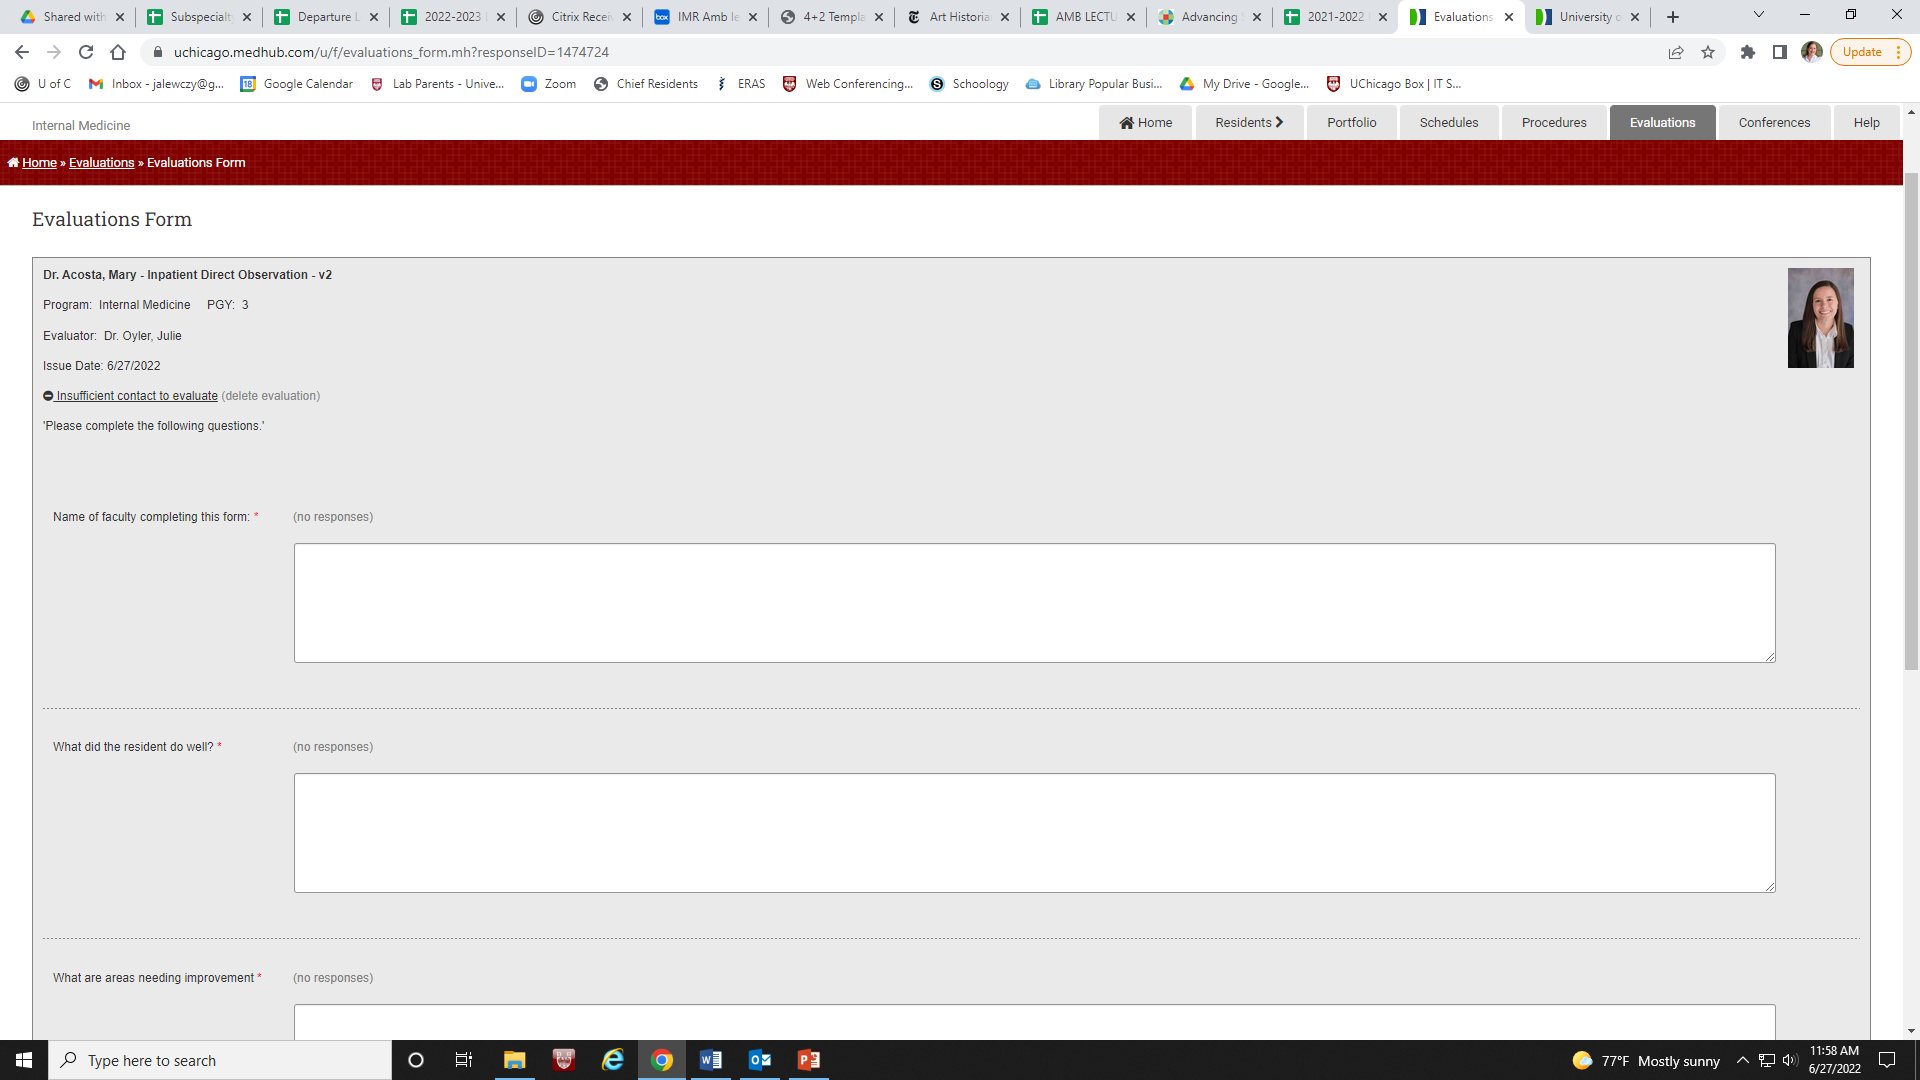 Shared with
Subspecialt
Departure L
2022-2023
Citrix Recei
IMR Amb le
4+2 Templa
Art Historia
AMB LECTU
Advancing
2021-2022
Evaluations
University o
uchicago.medhub.com/u/f/evaluations_form.mh?responseID=1474724
Update
U of C
Inbox - jalewczy@g...
Google Calendar
Lab Parents - Unive...
Zoom
Chief Residents
ERAS
Web Conferencing...
Schoology
Library Popular Busi...
My Drive - Google...
UChicago Box | IT S...
Internal Medicine
Home
Residents
Portfolio
Schedules
Procedures
Evaluations
Conferences
Help
Home » Evaluations » Evaluations Form
Evaluations Form
Dr. Acosta, Mary - Inpatient Direct Observation - v2
Program: Internal Medicine PGY: 3
Evaluator: Dr. Oyler, Julie
Issue Date: 6/27/2022
Insufficient contact to evaluate (delete evaluation)
'Please complete the following questions.'
Name of faculty completing this form: * (no responses)
What did the resident do well? * (no responses)
What are areas needing improvement * (no responses)
Type here to search
77°F Mostly sunny
11:58 AM
6/27/2022